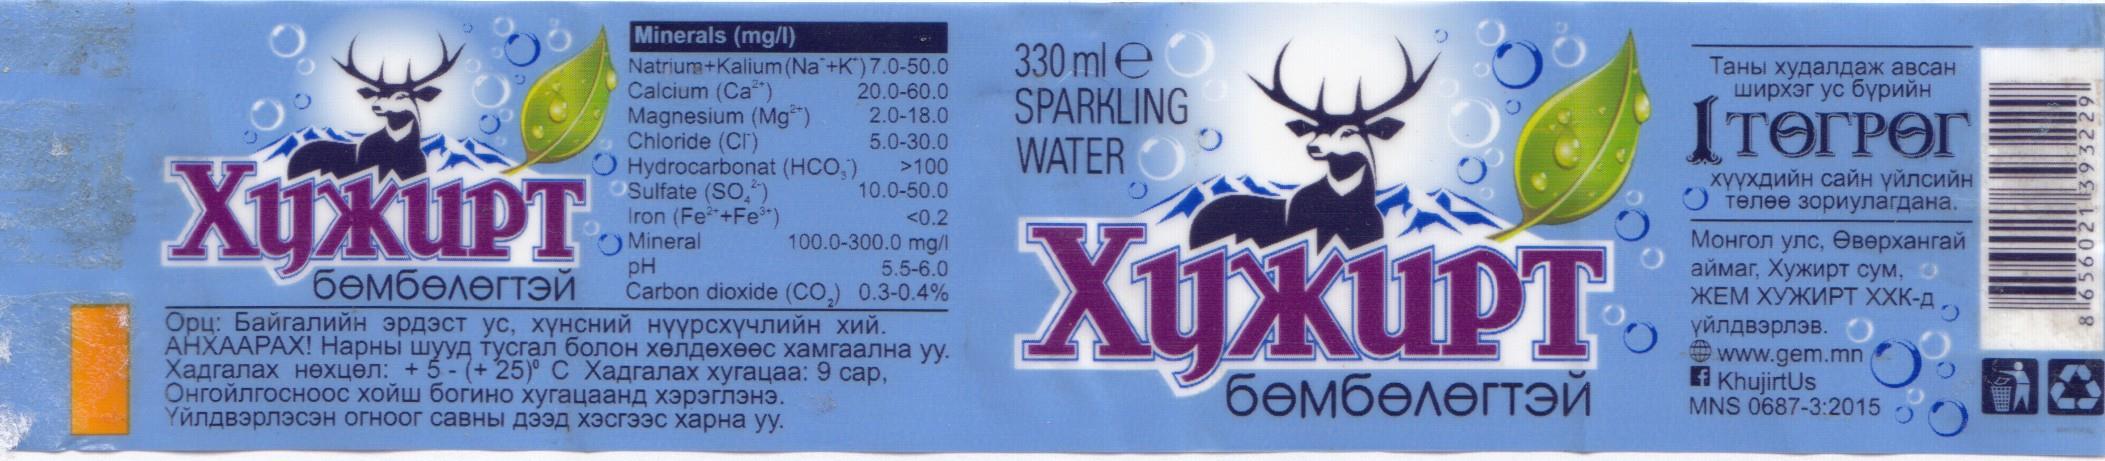 Хужирт
бөмбөлөгтэй
Minerals (mg/l)
Natrium+Kalium (Na⁺+K⁺) 7.0-50.0
Calcium (Ca²⁺) 20.0-60.0
Magnesium (Mg²⁺) 2.0-18.0
Chloride (Cl⁻) 5.0-30.0
Hydrocarbonat (HCO₃⁻) >100
Sulfate (SO₄²⁻) 10.0-50.0
Iron (Fe²⁺+Fe³⁺) <0.2
Mineral 100.0-300.0 mg/l
pH 5.5-6.0
Carbon dioxide (CO₂) 0.3-0.4%
Орц: Байгалийн эрдэст ус, хүнсний нүүрсхүчлийн хий.
АНХААРАХ! Нарны шууд тусгал болон хөлдөхөөс хамгаална уу.
Хадгалах нөхцөл: + 5 - (+ 25)⁰ С Хадгалах хугацаа: 9 сар,
Онгойлгосноос хойш богино хугацаанд хэрэглэнэ.
Үйлдвэрлэсэн огноог савны дээд хэсгээс харна уу.
330 ml ℮
SPARKLING
WATER
Хужирт
бөмбөлөгтэй
Таны худалдаж авсан
ширхэг ус бүрийн
1 ТӨГРӨГ
хүүхдийн сайн үйлсийн
төлөө зориулагдана.
Монгол улс, Өвөрхангай
аймаг, Хужирт сум,
ЖЕМ ХУЖИРТ ХХК-д
үйлдвэрлэв.
www.gem.mn
KhujirtUs
MNS 0687-3:2015
8 656021 393229